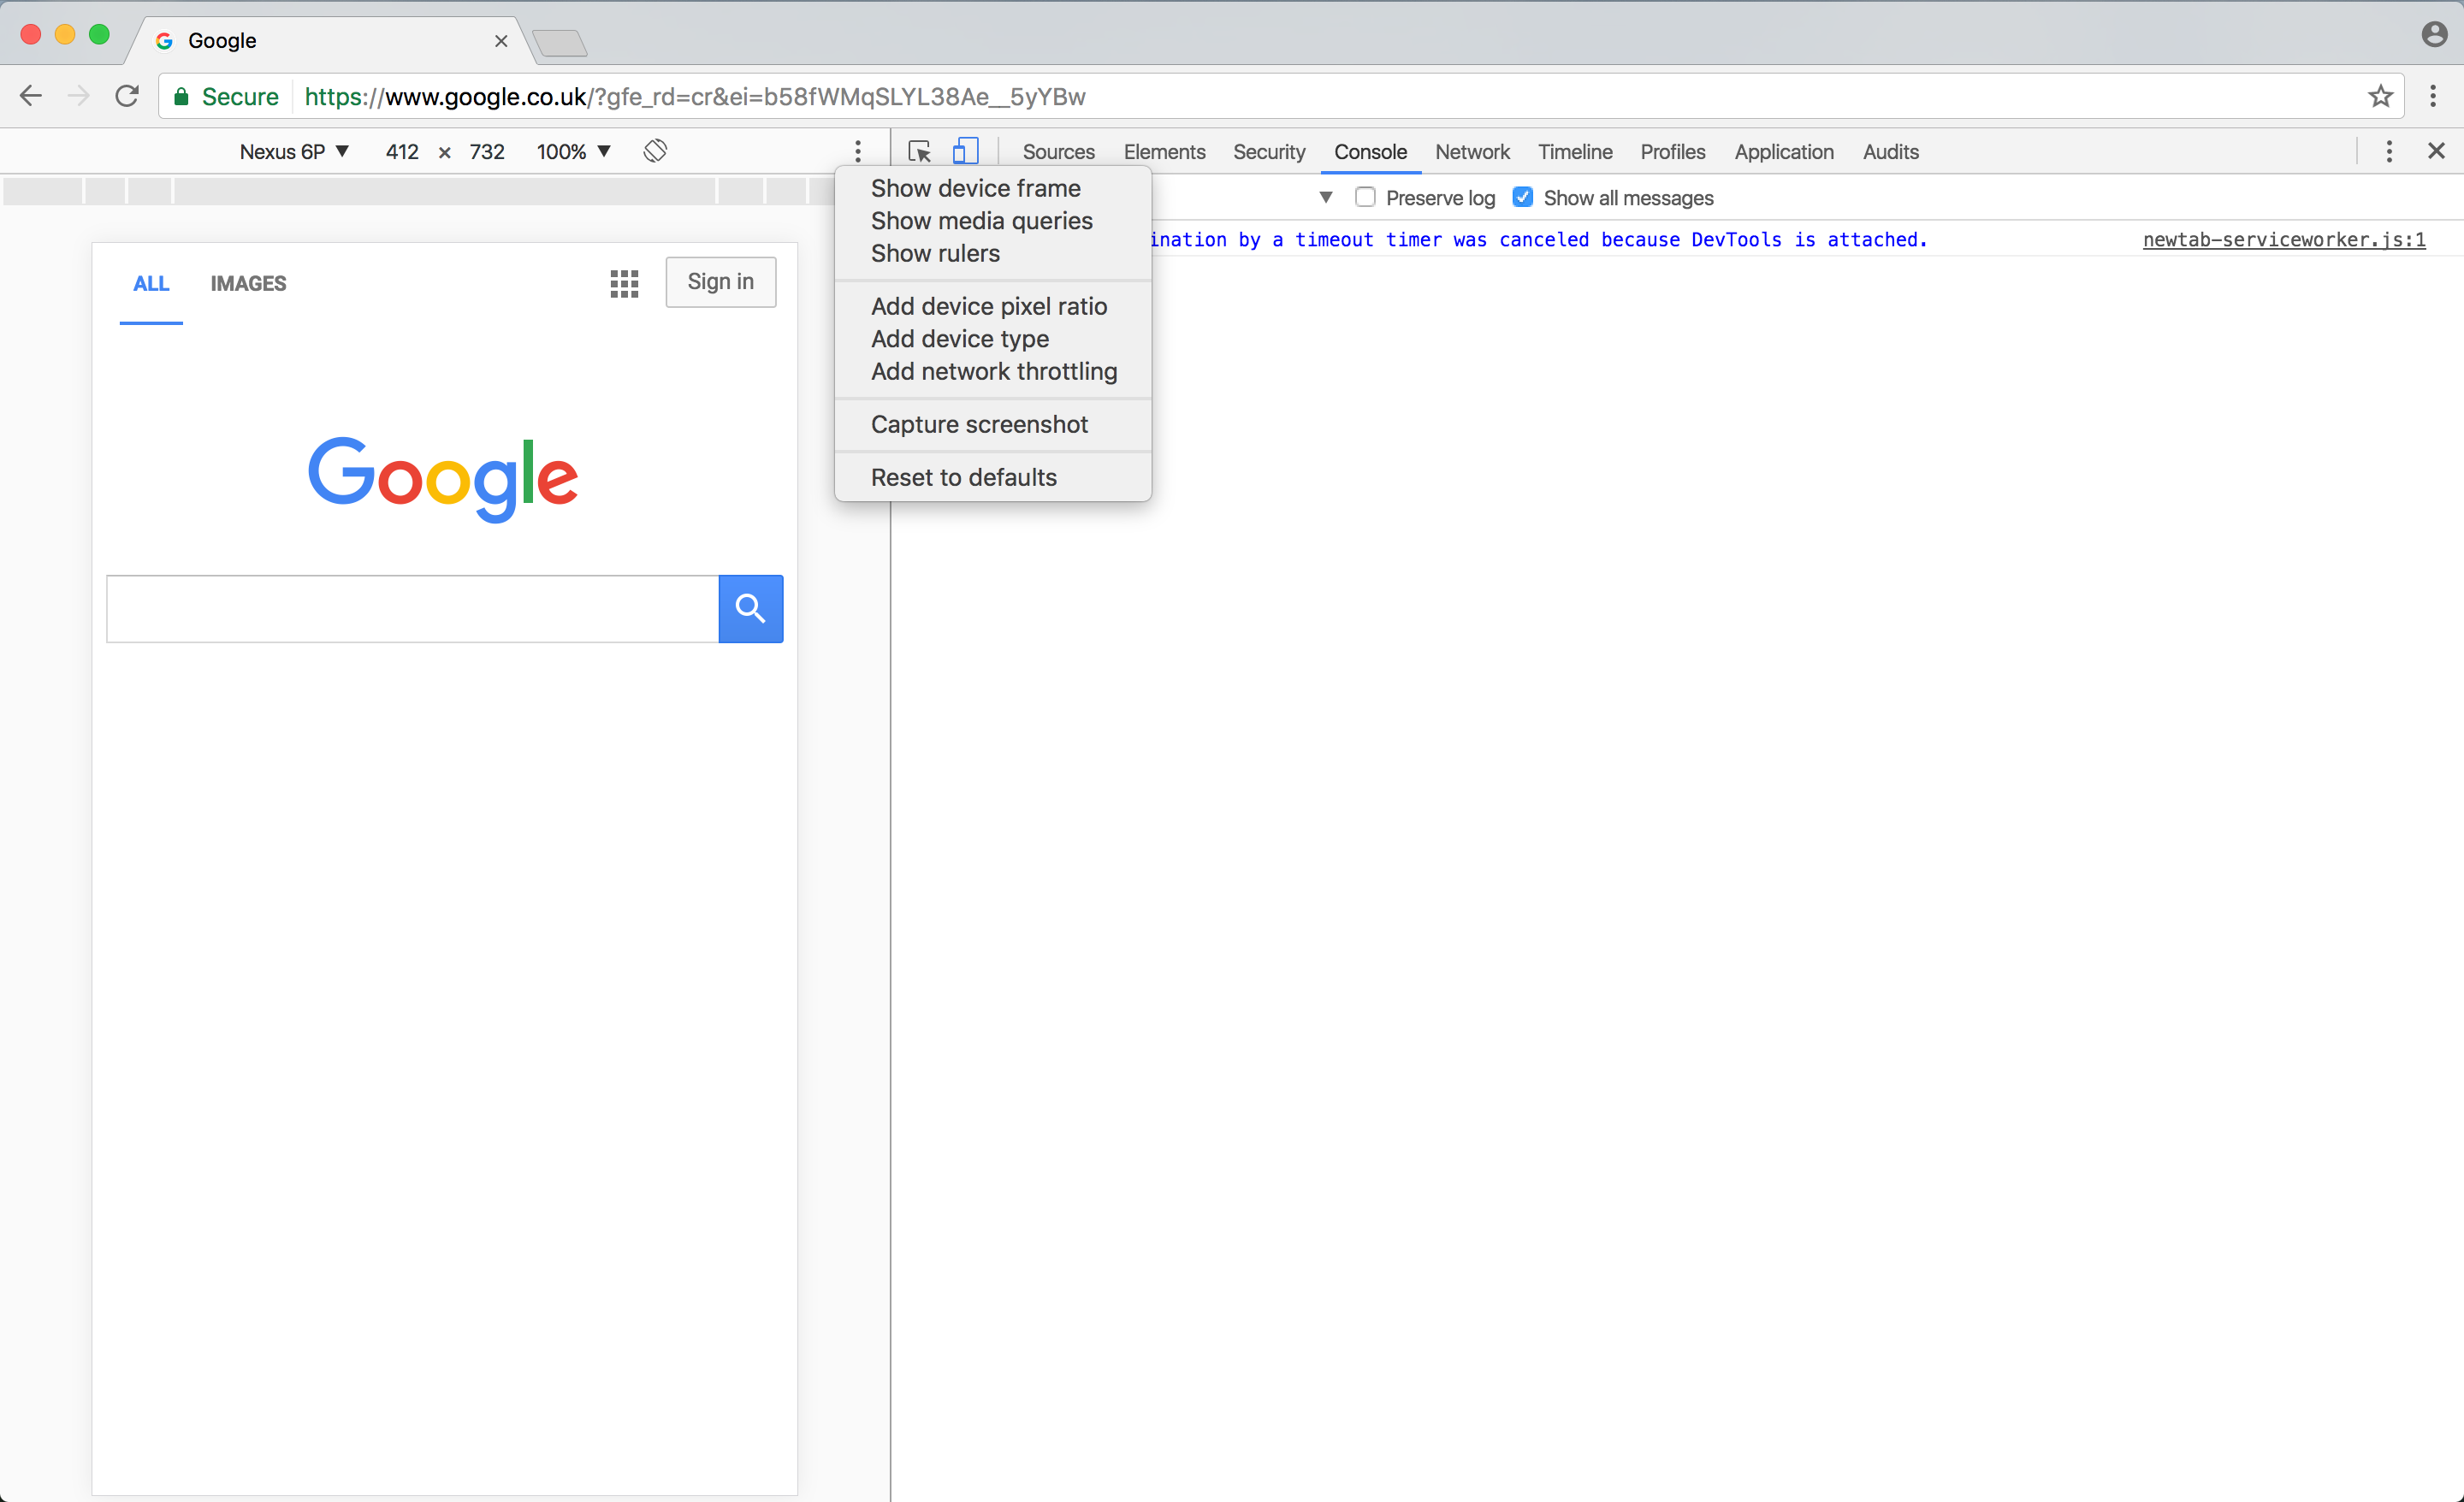 Google
Secure https://www.google.co.uk/?gfe_rd=cr&ei=b58fWMqSLYL38Ae__5yYBw
Nexus 6P 412 × 732 100%
Sources Elements Security Console Network Timeline Profiles Application Audits
Preserve log Show all messages
ination by a timeout timer was canceled because DevTools is attached. newtab-serviceworker.js:1
Show device frame
Show media queries
Show rulers
Add device pixel ratio
Add device type
Add network throttling
Capture screenshot
Reset to defaults
ALL IMAGES Sign in
Google